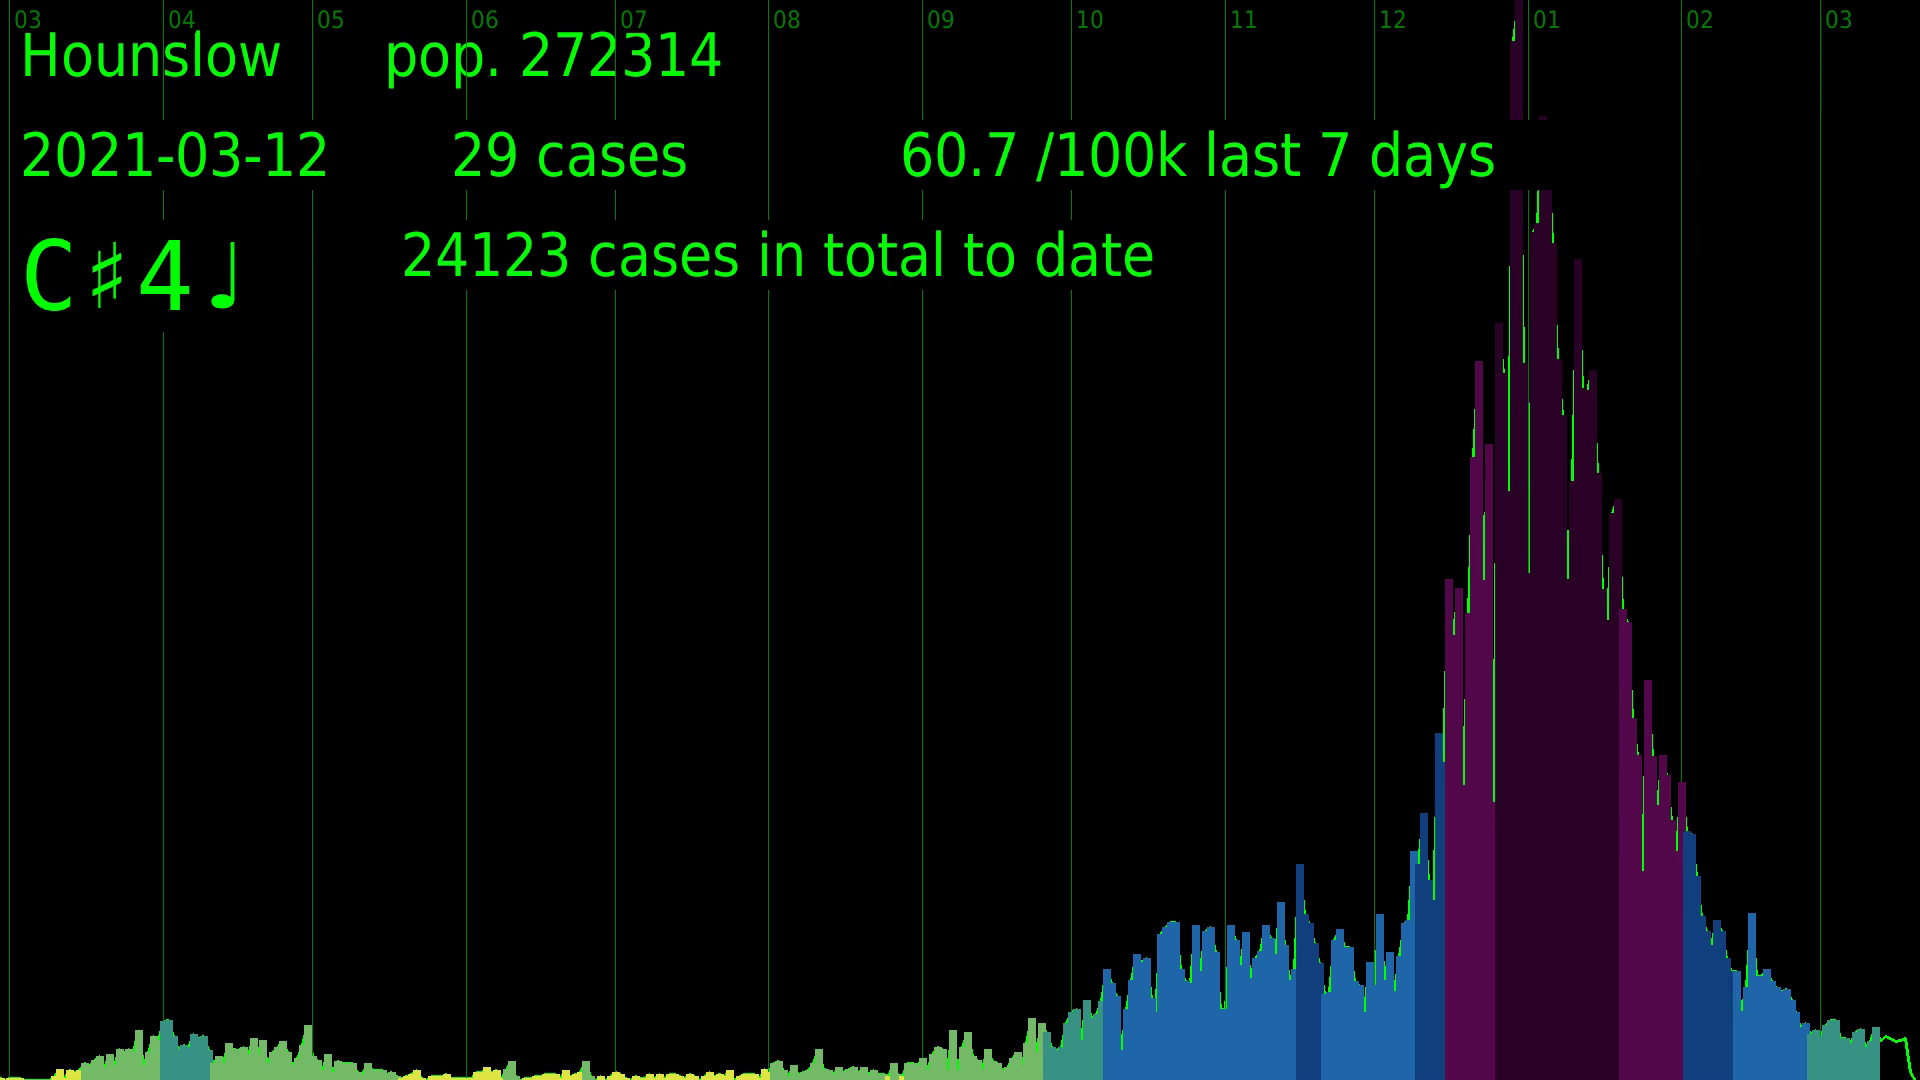 03 04 05 06 07 08 09 10 11 12 01 02 03
Hounslow pop. 272314
2021-03-12 29 cases 60.7 /100k last 7 days
C♯4♩ 24123 cases in total to date